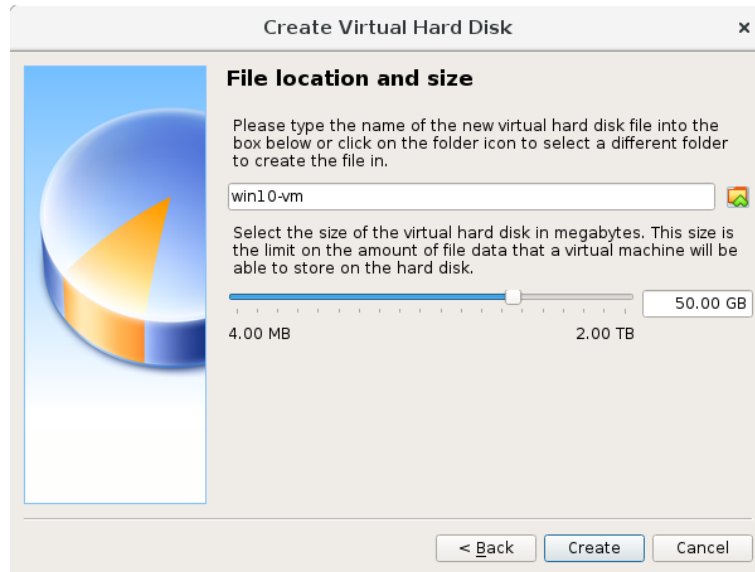 Create Virtual Hard Disk
File location and size
Please type the name of the new virtual hard disk file into the
box below or click on the folder icon to select a different folder
to create the file in.
win10-vm
Select the size of the virtual hard disk in megabytes. This size is
the limit on the amount of file data that a virtual machine will be
able to store on the hard disk.
50.00 GB
4.00 MB 2.00 TB
< Back Create Cancel